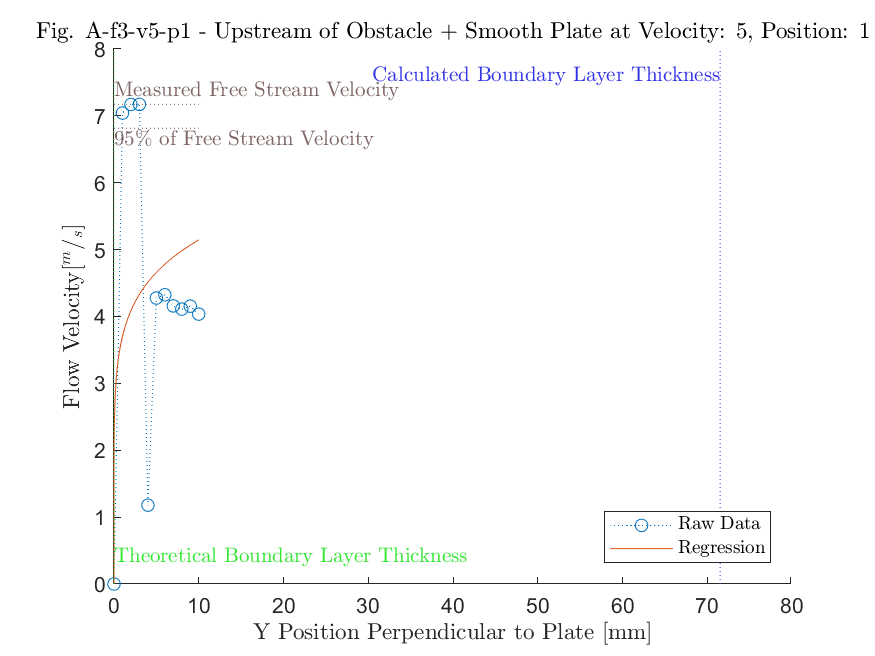 Fig. A-f3-v5-p1 - Upstream of Obstacle + Smooth Plate at Velocity: 5, Position: 1
8
Calculated Boundary Layer Thickness
Measured Free Stream Velocity
7
95% of Free Stream Velocity
6
5
4
Flow Velocity[m/s]
3
2
1
Raw Data
Regression
Theoretical Boundary Layer Thickness
0
0 10 20 30 40 50 60 70 80
Y Position Perpendicular to Plate [mm]